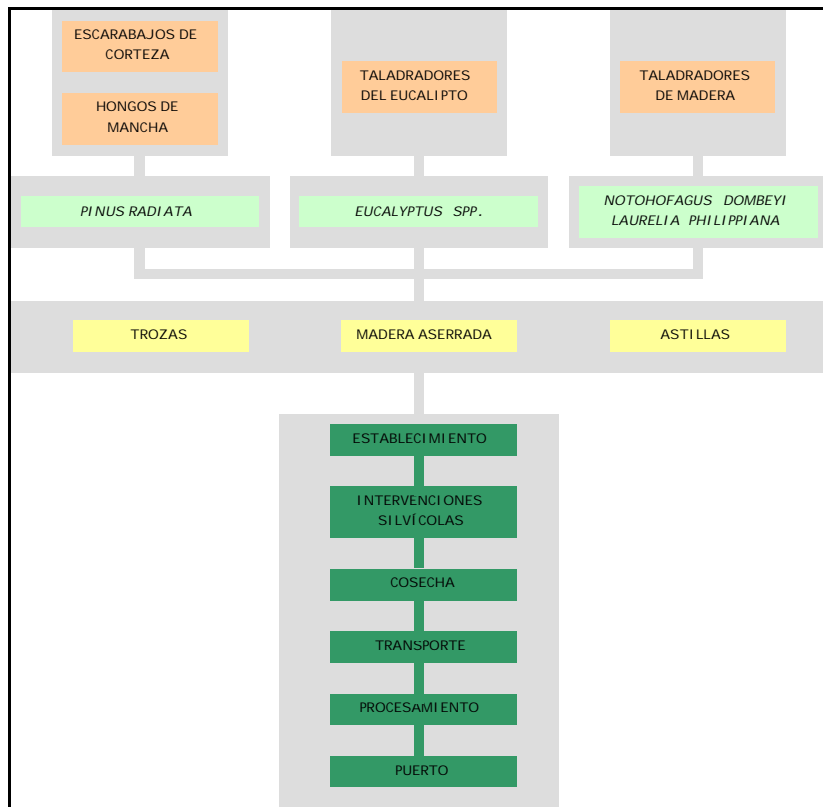 ESCARABAJOS DE
CORTEZA
HONGOS DE
MANCHA
TALADRADORES
DEL EUCALIPTO
TALADRADORES
DE MADERA
PINUS RADIATA
EUCALYPTUS SPP.
NOTOHOFAGUS DOMBEYI
LAURELIA PHILIPPIANA
TROZAS
MADERA ASERRADA
ASTILLAS
ESTABLECIMIENTO
INTERVENCIONES
SILVÍCOLAS
COSECHA
TRANSPORTE
PROCESAMIENTO
PUERTO